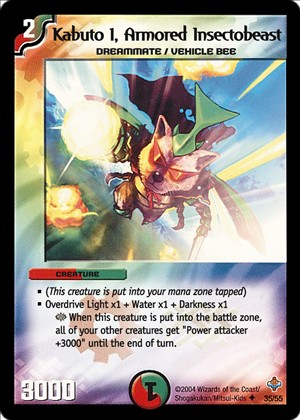 2
Kabuto 1, Armored Insectobeast
DREAMMATE / VEHICLE BEE
CREATURE
▪ (This creature is put into your mana zone tapped)
▪ Overdrive Light x1 + Water x1 + Darkness x1
When this creature is put into the battle zone,
all of your other creatures get "Power attacker
+3000" until the end of turn.
3000
1
©2004 Wizards of the Coast/
Shogakukan/Mitsui-Kids
35/55